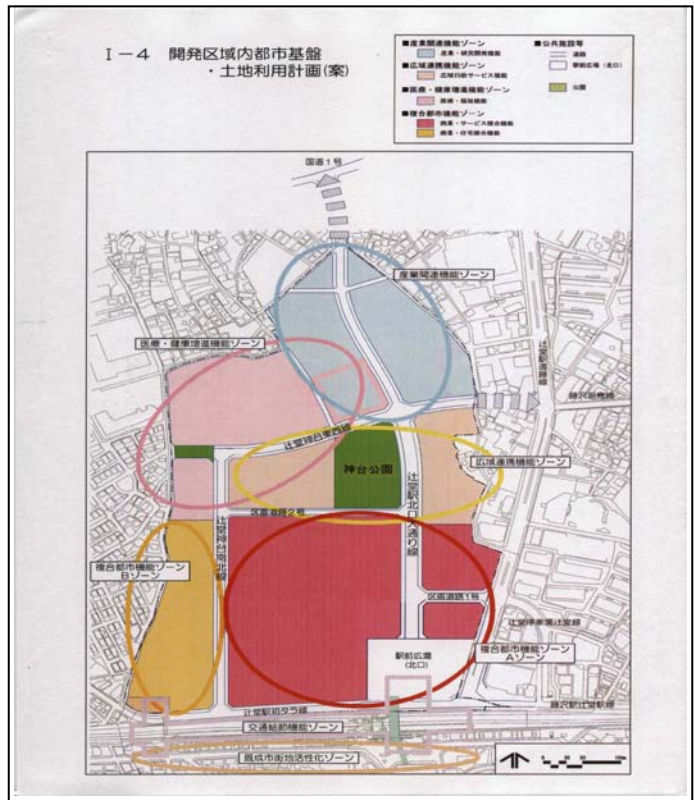 I－4　開発区域内都市基盤
・土地利用計画(案)
■産業関連機能ゾーン
産業・研究開発機能
■広域連携機能ゾーン
広域行政サービス機能
■医療・健康増進機能ゾーン
医療・福祉機能
■複合都市機能ゾーン
商業・サービス複合機能
商業・住宅複合機能
■公共施設等
道路
駅前広場(北口)
公園
国道1号
産業関連機能ゾーン
医療・健康増進機能ゾーン
辻堂神台東西線
神台公園
広域連携機能ゾーン
区画道路2号
辻堂駅北口大通り線
辻堂神台南北線
複合都市機能ゾーン
Bゾーン
区画道路1号
駅前広場
(北口)
複合都市機能ゾーン
Aゾーン
辻堂駅初タラ線
藤沢駅辻堂駅線
交通結節機能ゾーン
既成市街地活性化ゾーン